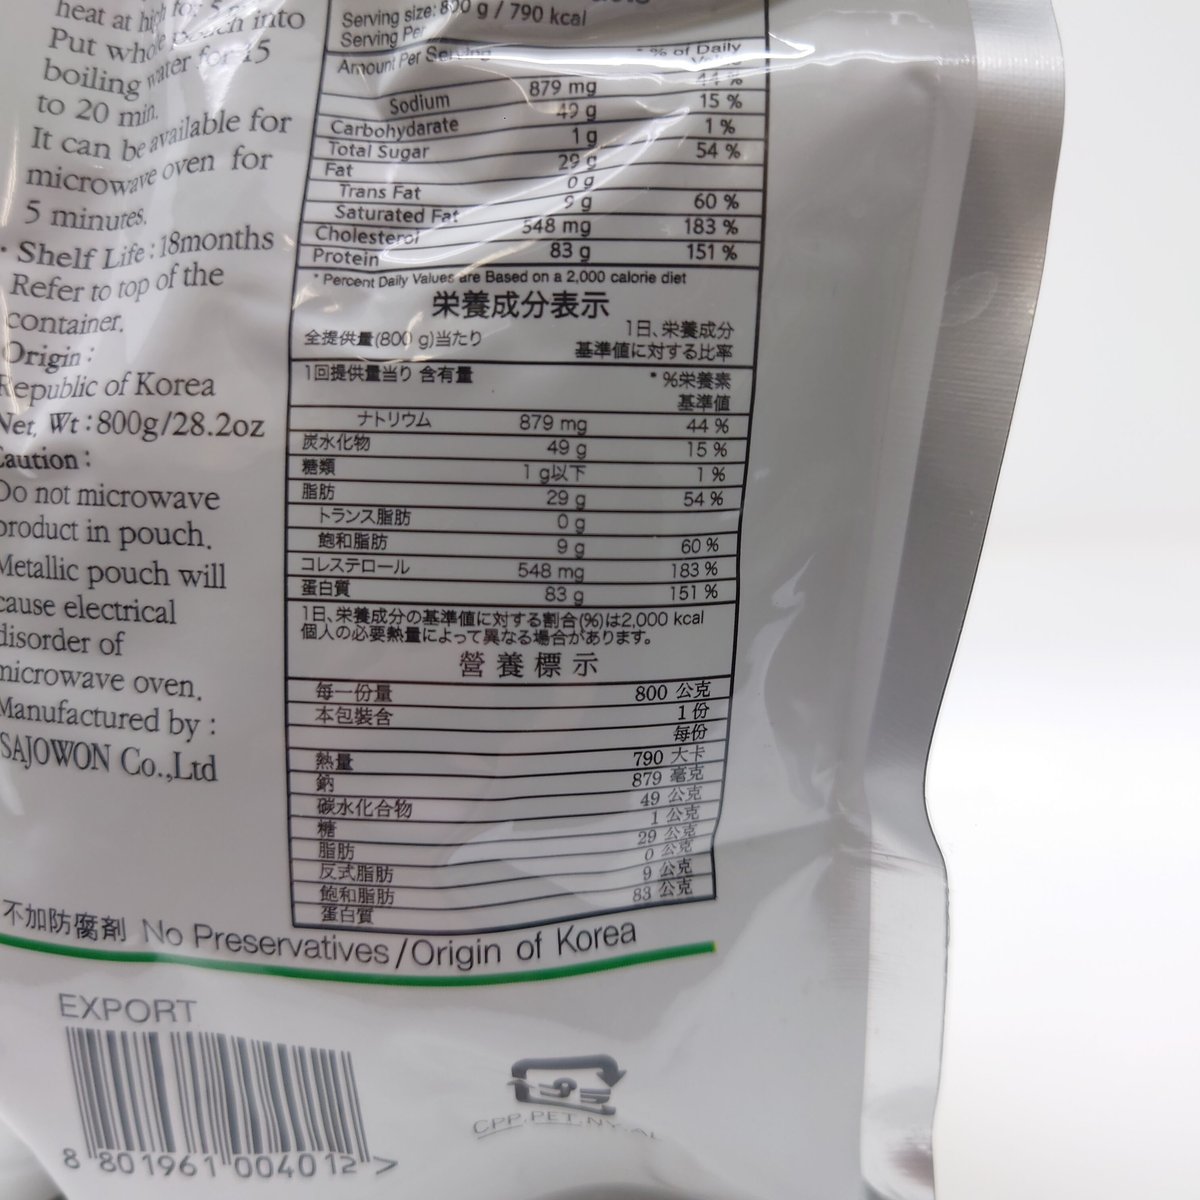 heat at high for 5
Put whole pouch into
boiling water for 15
to 20 min.
It can be available for
microwave oven for
5 minutes.
· Shelf Life : 18months
Refer to top of the
container.
Origin :
Republic of Korea
Net, Wt : 800g/28.2oz
Caution :
Do not microwave
product in pouch.
Metallic pouch will
cause electrical
disorder of
microwave oven.
Manufactured by :
SAJOWON Co.,Ltd
Serving size: 800 g / 790 kcal
Serving Per
Amount Per Serving * % of Daily
Value
Sodium 879 mg 44 %
Carbohydarate 49 g 15 %
Total Sugar 1 g 1 %
Fat 29 g 54 %
Trans Fat 0 g
Saturated Fat 9 g 60 %
Cholesterol 548 mg 183 %
Protein 83 g 151 %
* Percent Daily Values are Based on a 2,000 calorie diet
栄養成分表示
全提供量(800 g)当たり 1日、栄養成分
基準値に対する比率
1回提供量当り 含有量 * %栄養素
基準値
ナトリウム 879 mg 44 %
炭水化物 49 g 15 %
糖類 1 g以下 1 %
脂肪 29 g 54 %
トランス脂肪 0 g
飽和脂肪 9 g 60 %
コレステロール 548 mg 183 %
蛋白質 83 g 151 %
1日、栄養成分の基準値に対する割合(%)は2,000 kcal
個人の必要熱量によって異なる場合があります。
營養標示
每一份量 800 公克
本包裝含 1 份
每份
熱量 790 大卡
鈉 879 毫克
碳水化合物 49 公克
糖 1 公克
脂肪 29 公克
反式脂肪 0 公克
飽和脂肪 9 公克
蛋白質 83 公克
不加防腐劑 No Preservatives/Origin of Korea
EXPORT
8 801961 004012 >
CPP.PET.NY.AL